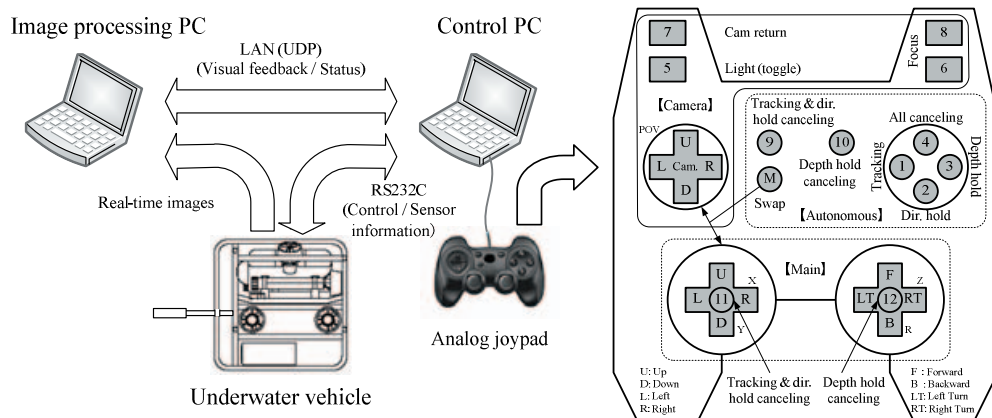 Image processing PC
Control PC
LAN (UDP)
(Visual feedback / Status)
Real-time images
RS232C
(Control / Sensor
information)
Underwater vehicle
Analog joypad
7
Cam return
8
5
Light (toggle)
6
Focus
【Camera】
POV
U
L
Cam.
R
D
Tracking & dir.
hold canceling
9
10
Depth hold
canceling
M
Swap
【Autonomous】
All canceling
4
Tracking
1
3
Depth hold
2
Dir. hold
【Main】
U
X
L
11
R
D
Y
F
Z
LT
12
RT
B
R
U: Up
D: Down
L: Left
R: Right
Tracking & dir.
hold canceling
Depth hold
canceling
F : Forward
B : Backward
LT: Left Turn
RT: Right Turn